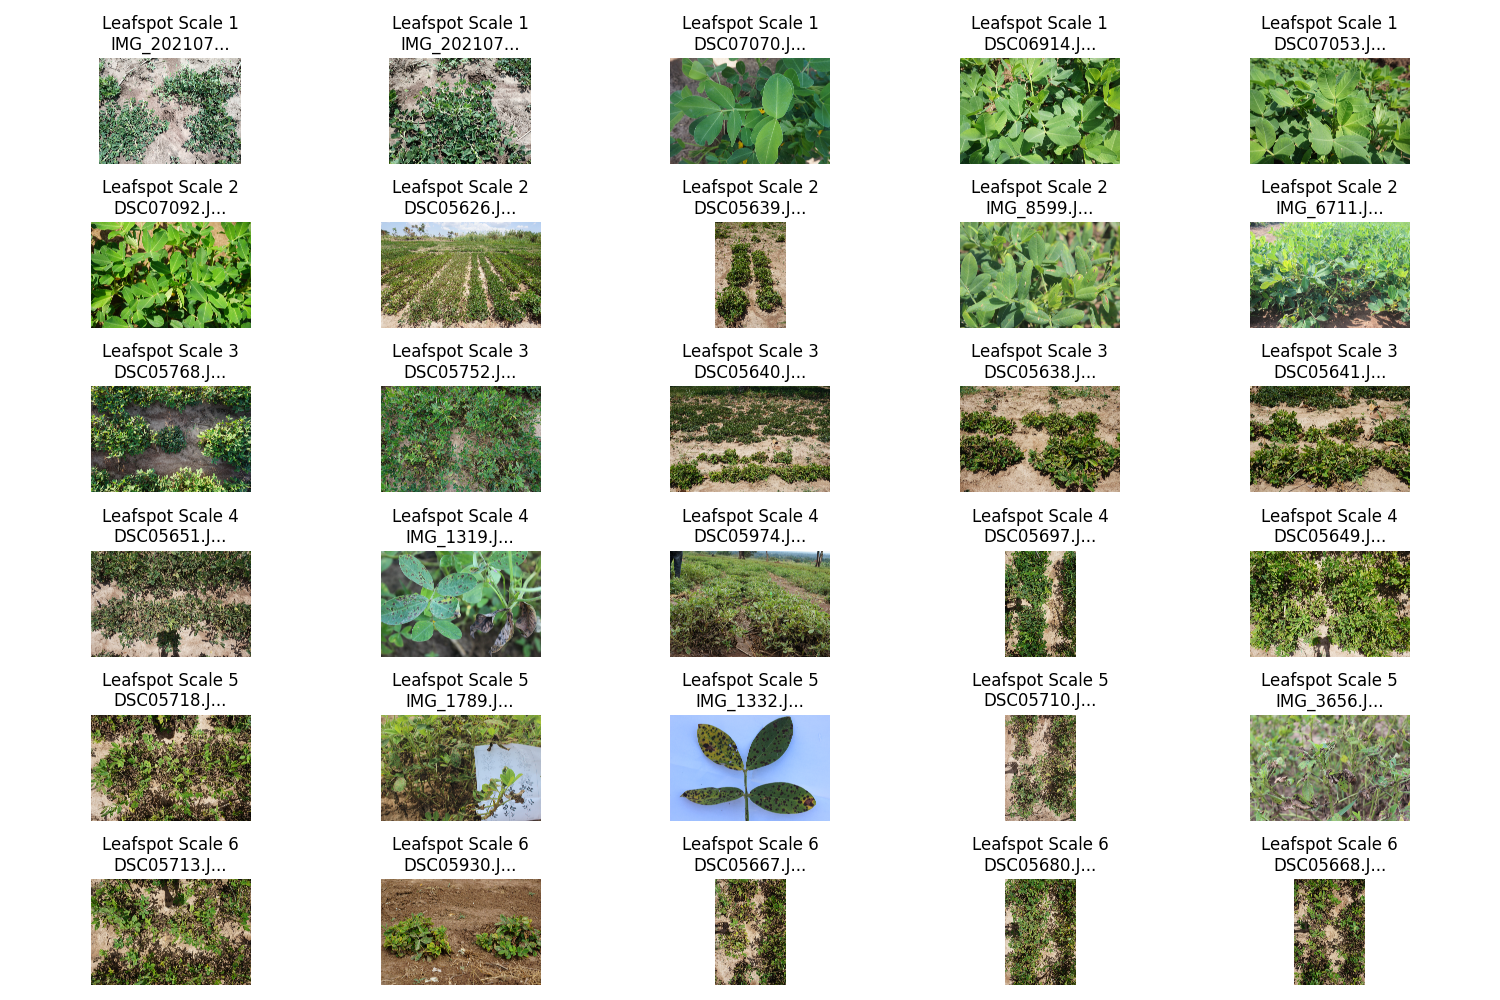 Leafspot Scale 1
IMG_202107...
Leafspot Scale 1
IMG_202107...
Leafspot Scale 1
DSC07070.J...
Leafspot Scale 1
DSC06914.J...
Leafspot Scale 1
DSC07053.J...
Leafspot Scale 2
DSC07092.J...
Leafspot Scale 2
DSC05626.J...
Leafspot Scale 2
DSC05639.J...
Leafspot Scale 2
IMG_8599.J...
Leafspot Scale 2
IMG_6711.J...
Leafspot Scale 3
DSC05768.J...
Leafspot Scale 3
DSC05752.J...
Leafspot Scale 3
DSC05640.J...
Leafspot Scale 3
DSC05638.J...
Leafspot Scale 3
DSC05641.J...
Leafspot Scale 4
DSC05651.J...
Leafspot Scale 4
IMG_1319.J...
Leafspot Scale 4
DSC05974.J...
Leafspot Scale 4
DSC05697.J...
Leafspot Scale 4
DSC05649.J...
Leafspot Scale 5
DSC05718.J...
Leafspot Scale 5
IMG_1789.J...
Leafspot Scale 5
IMG_1332.J...
Leafspot Scale 5
DSC05710.J...
Leafspot Scale 5
IMG_3656.J...
Leafspot Scale 6
DSC05713.J...
Leafspot Scale 6
DSC05930.J...
Leafspot Scale 6
DSC05667.J...
Leafspot Scale 6
DSC05680.J...
Leafspot Scale 6
DSC05668.J...